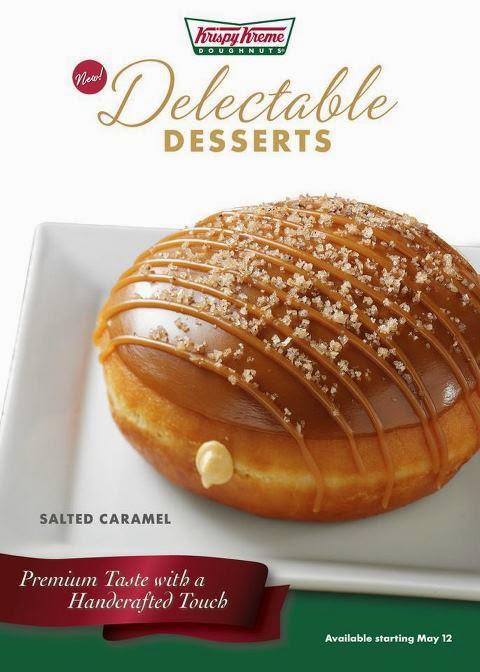 Krispy Kreme
DOUGHNUTS
New!
Delectable
DESSERTS
SALTED CARAMEL
Premium Taste with a
Handcrafted Touch
Available starting May 12